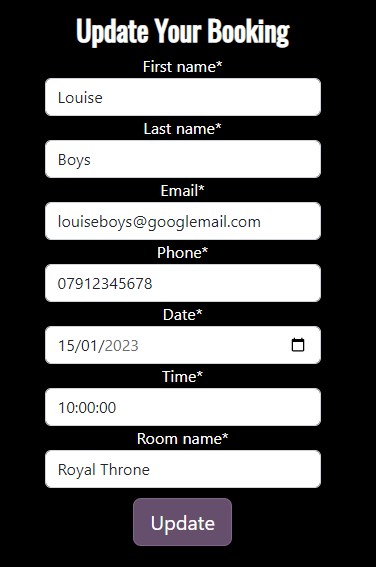 Update Your Booking
First name*
Louise
Last name*
Boys
Email*
louiseboys@googlemail.com
Phone*
07912345678
Date*
15/01/2023
Time*
10:00:00
Room name*
Royal Throne
Update